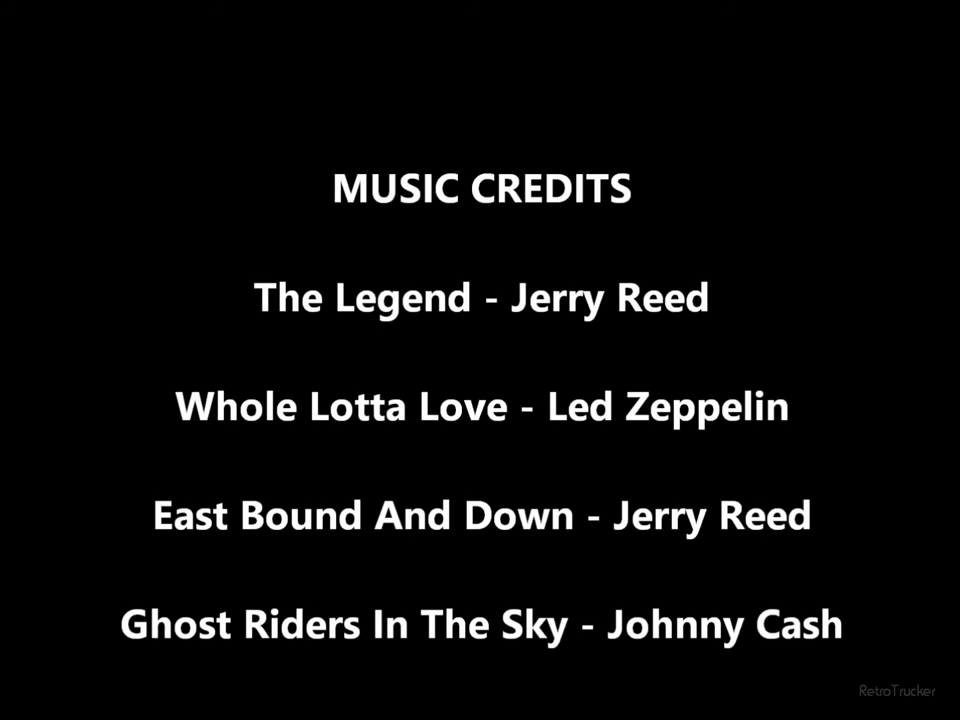 MUSIC CREDITS
The Legend - Jerry Reed
Whole Lotta Love - Led Zeppelin
East Bound And Down - Jerry Reed
Ghost Riders In The Sky - Johnny Cash
RetroTrucker